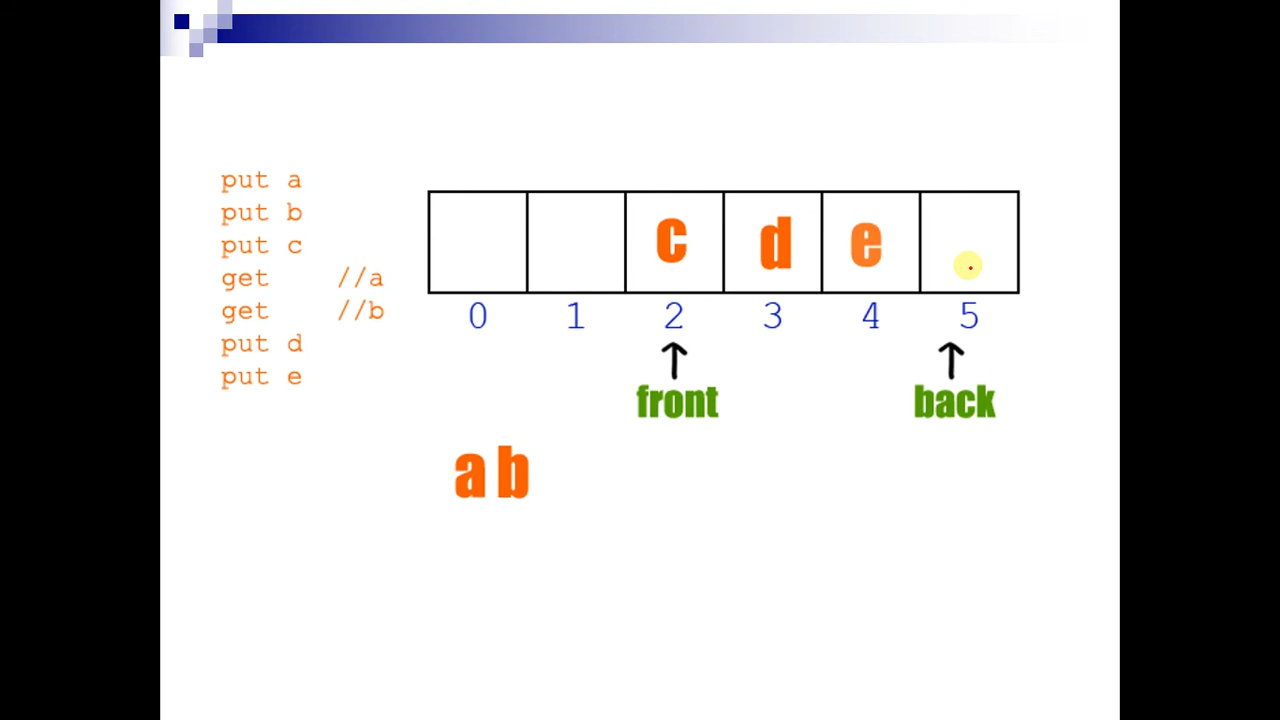 put a
put b
put c
get //a
get //b
put d
put e
c d e
0 1 2 3 4 5
front back
a b